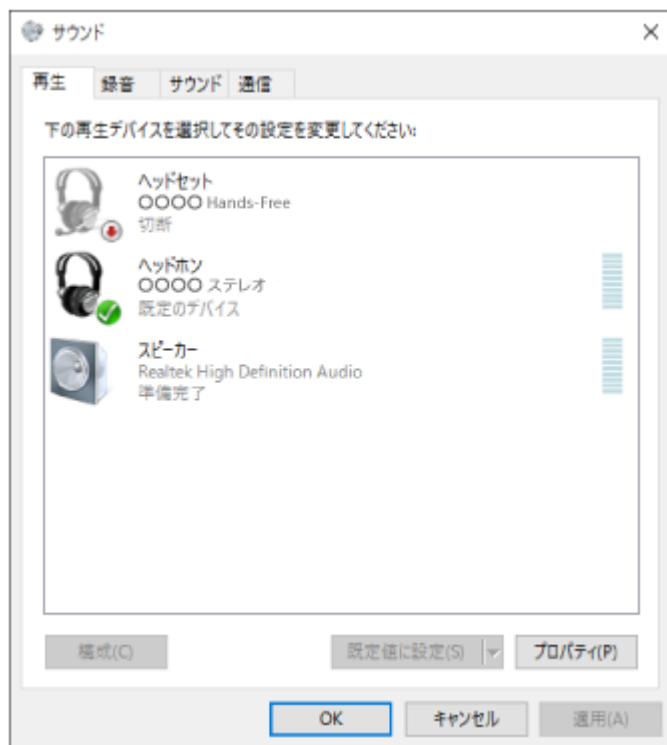 サウンド
再生 録音 サウンド 通信
下の再生デバイスを選択してその設定を変更してください:
ヘッドセット
〇〇〇〇 Hands-Free
切断
ヘッドホン
〇〇〇〇 ステレオ
既定のデバイス
スピーカー
Realtek High Definition Audio
準備完了
構成(C) 既定値に設定(S) プロパティ(P)
OK キャンセル 適用(A)